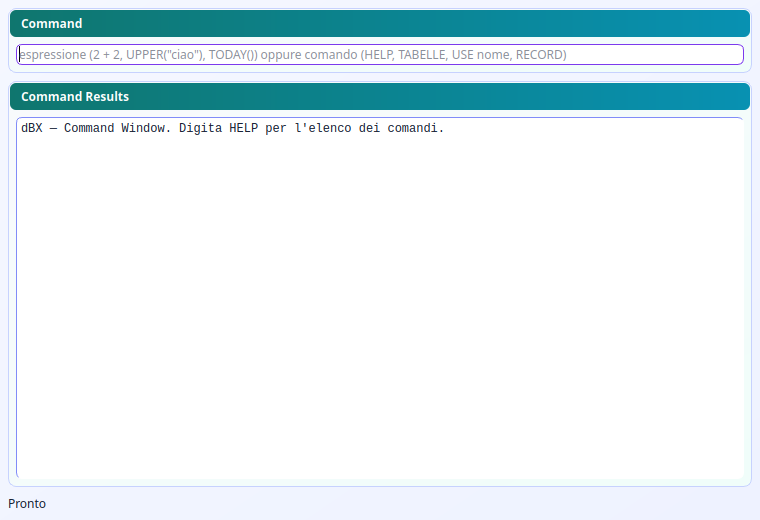 Command
espressione (2 + 2, UPPER("ciao"), TODAY()) oppure comando (HELP, TABELLE, USE nome, RECORD)
Command Results
dBX — Command Window. Digita HELP per l'elenco dei comandi.
Pronto